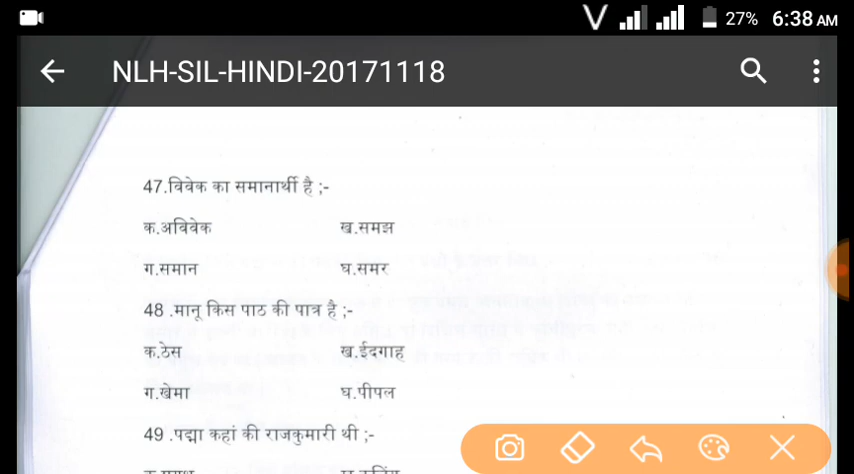 27% 6:38 AM
NLH-SIL-HINDI-20171118
47.विवेक का समानार्थी है ;-
क.अविवेक ख.समझ
ग.समान घ.समर
48 .मानू किस पाठ की पात्र है ;-
क.ठेस ख.ईदगाह
ग.खेमा घ.पीपल
49 .पद्मा कहां की राजकुमारी थी ;-